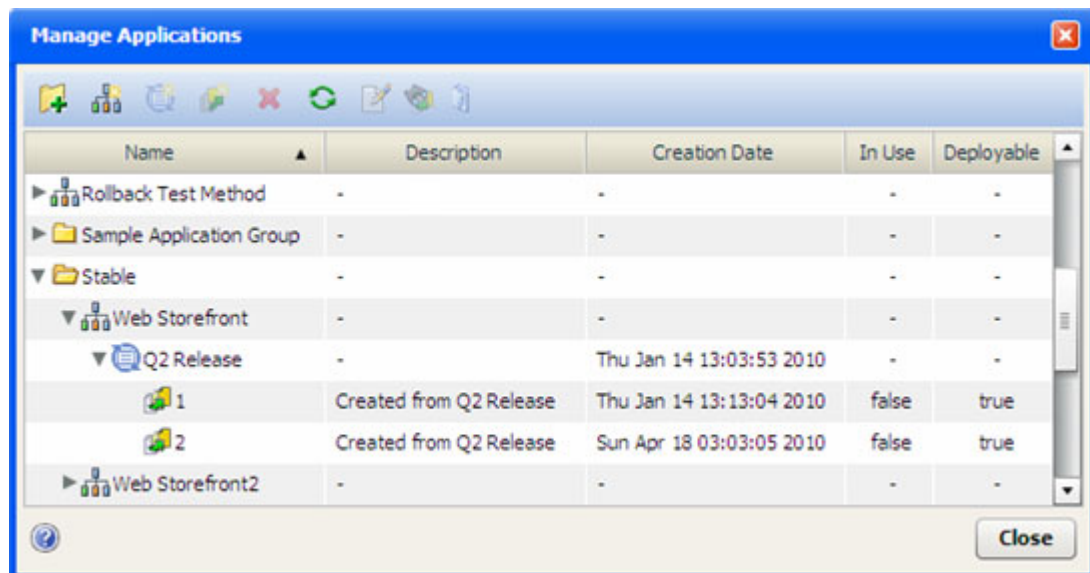 Manage Applications
Name Description Creation Date In Use Deployable
Rollback Test Method - - - -
Sample Application Group - - - -
Stable - - - -
Web Storefront - - - -
Q2 Release - Thu Jan 14 13:03:53 2010 - -
1 Created from Q2 Release Thu Jan 14 13:13:04 2010 false true
2 Created from Q2 Release Sun Apr 18 03:03:05 2010 false true
Web Storefront2 - - - -
? Close